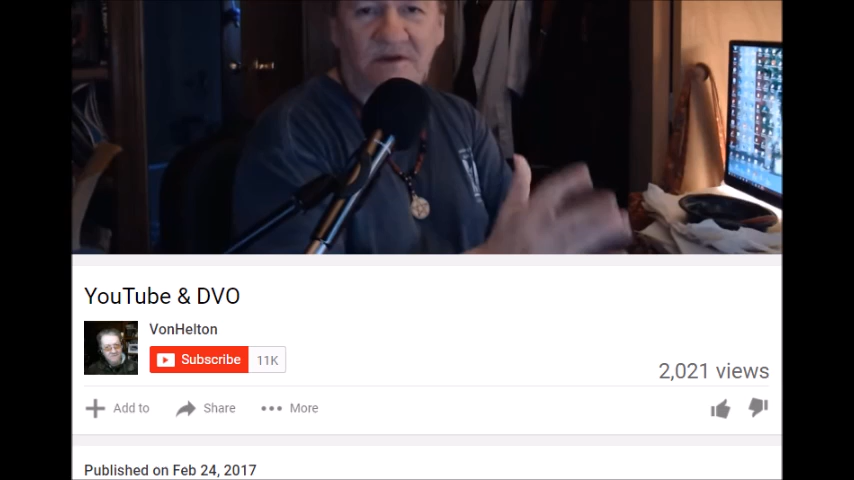 YouTube & DVO
VonHelton
Subscribe 11K
2,021 views
Add to Share More
Published on Feb 24, 2017